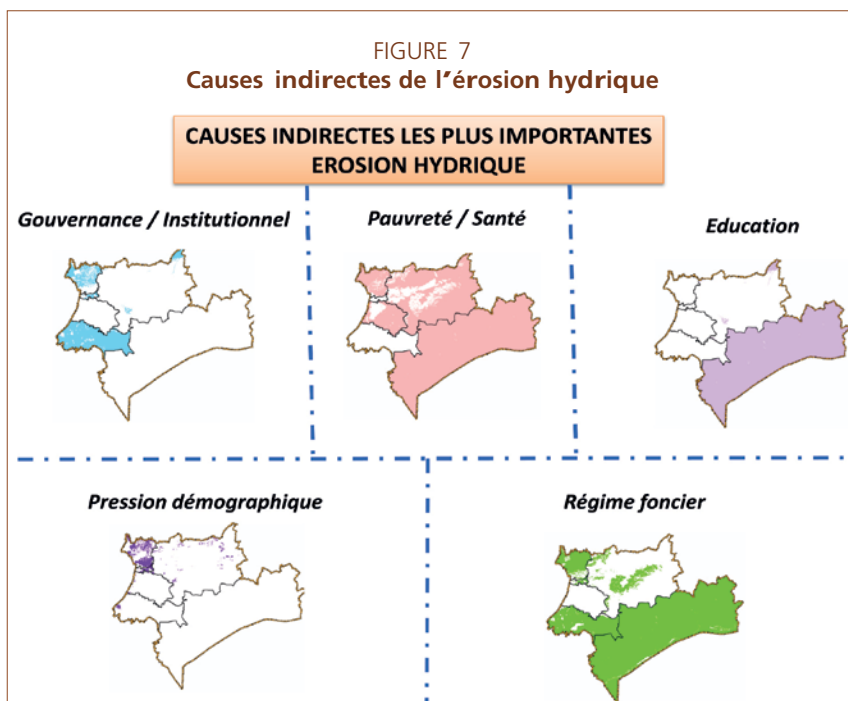 FIGURE 7
Causes indirectes de l'érosion hydrique
CAUSES INDIRECTES LES PLUS IMPORTANTES
EROSION HYDRIQUE
Gouvernance / Institutionnel
Pauvreté / Santé
Education
Pression démographique
Régime foncier